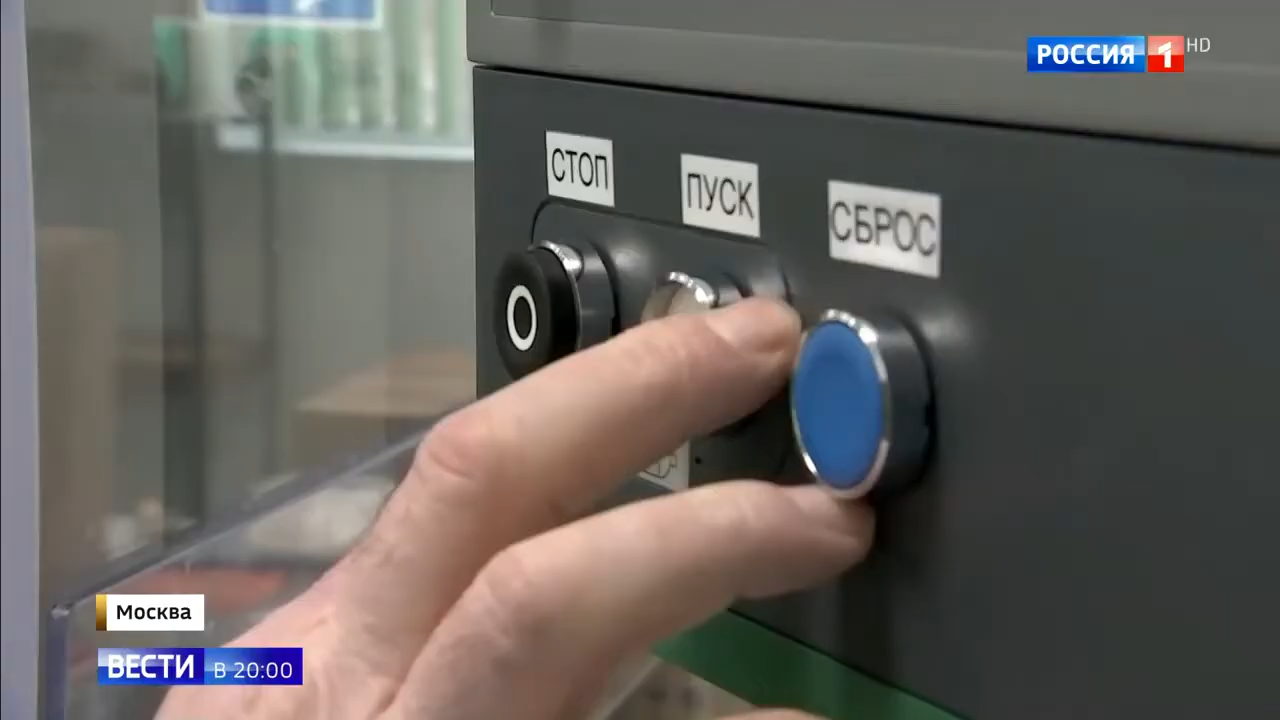 РОССИЯ 1 HD
СТОП
ПУСК
СБРОС
O
Москва
ВЕСТИ В 20:00